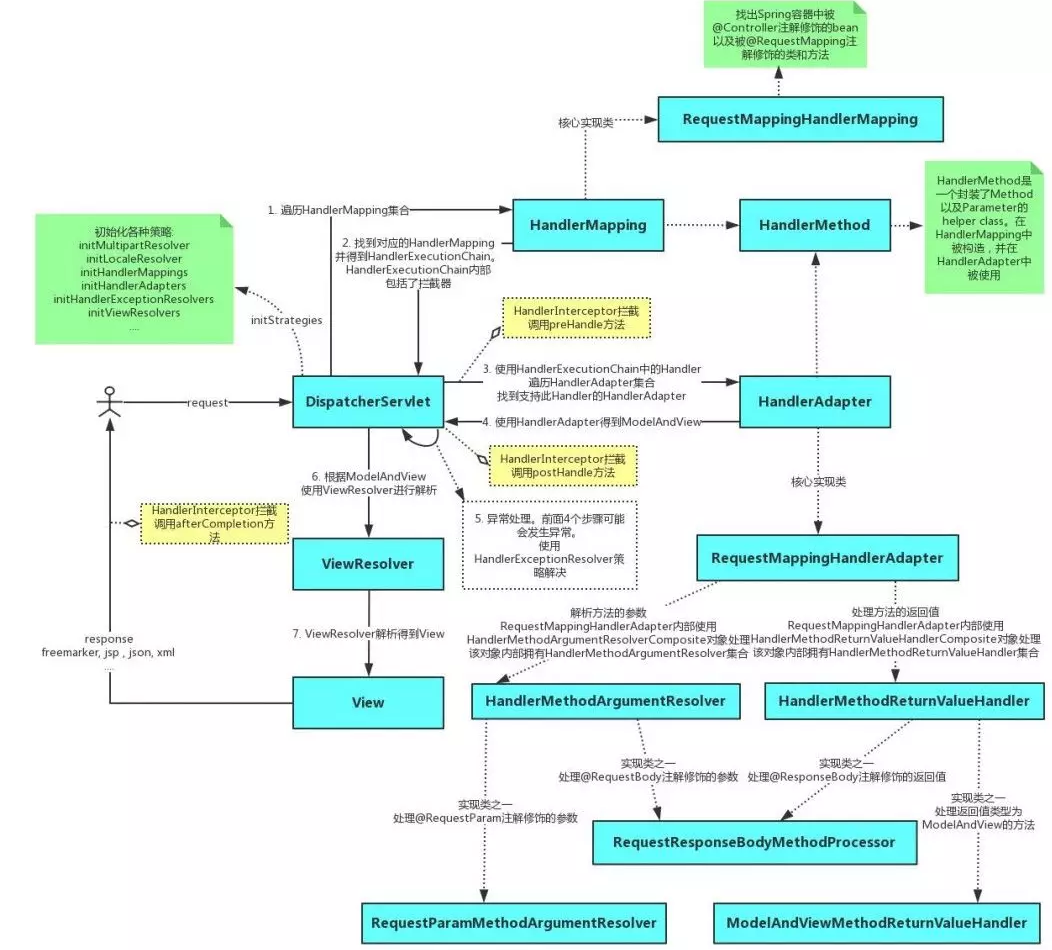 找出Spring容器中被
@Controller注解修饰的bean
以及被@RequestMapping注
解修饰的类和方法
核心实现类
RequestMappingHandlerMapping
HandlerMethod是
一个封装了Method
以及Parameter的
helper class。在
HandlerMapping中
被构造，并在
HandlerAdapter中
被使用
1. 遍历HandlerMapping集合
HandlerMapping
HandlerMethod
初始化各种策略
initMultipartResolver
initLocaleResolver
initHandlerMappings
initHandlerAdapters
initHandlerExceptionResolvers
initViewResolvers
....
2. 找到对应的HandlerMapping
并得到HandlerExecutionChain。
HandlerExecutionChain内部
包括了拦截器
initStrategies
HandlerInterceptor拦截
调用preHandle方法
3. 使用HandlerExecutionChain中的Handler
遍历HandlerAdapter集合
找到支持此Handler的HandlerAdapter
request
DispatcherServlet
HandlerAdapter
4. 使用HandlerAdapter得到ModelAndView
HandlerInterceptor拦截
调用postHandle方法
6. 根据ModelAndView
使用ViewResolver进行解析
核心实现类
HandlerInterceptor拦截
调用afterCompletion方
法
5. 异常处理。前面4个步骤可能
会发生异常。
使用
HandlerExceptionResolver策
略解决
ViewResolver
RequestMappingHandlerAdapter
解析方法的参数
RequestMappingHandlerAdapter内部使用
HandlerMethodArgumentResolverComposite对象处理
该对象内部拥有HandlerMethodArgumentResolver集合
处理方法的返回值
RequestMappingHandlerAdapter内部使用
HandlerMethodReturnValueHandlerComposite对象处理
该对象内部拥有HandlerMethodReturnValueHandler集合
7. ViewResolver解析得到View
response
freemarker, jsp , json, xml
....
View
HandlerMethodArgumentResolver
HandlerMethodReturnValueHandler
实现类之一
处理@RequestBody注解修饰的参数
实现类之一
处理@ResponseBody注解修饰的返回值
实现类之一
处理@RequestParam注解修饰的参数
实现类之一
处理返回值类型为
ModelAndView的方法
RequestResponseBodyMethodProcessor
RequestParamMethodArgumentResolver
ModelAndViewMethodReturnValueHandler